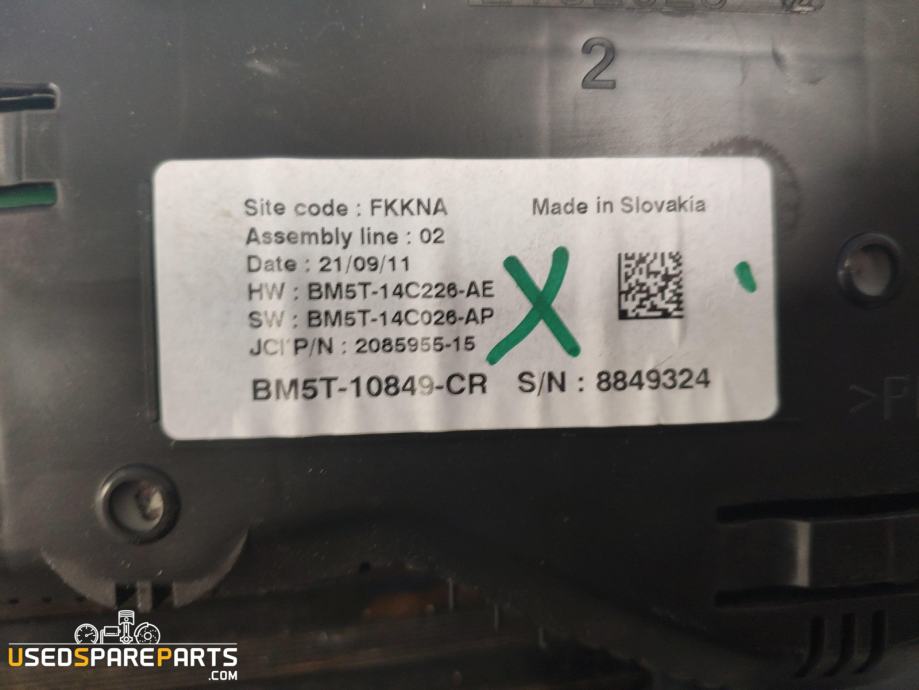 2
Site code : FKKNA
Made in Slovakia
Assembly line : 02
Date : 21/09/11
HW : BM5T-14C226-AE
SW : BM5T-14C026-AP
JCI P/N : 2085955-15
BM5T-10849-CR S/N : 8849324
>P
USEDSPAREPARTS
.COM